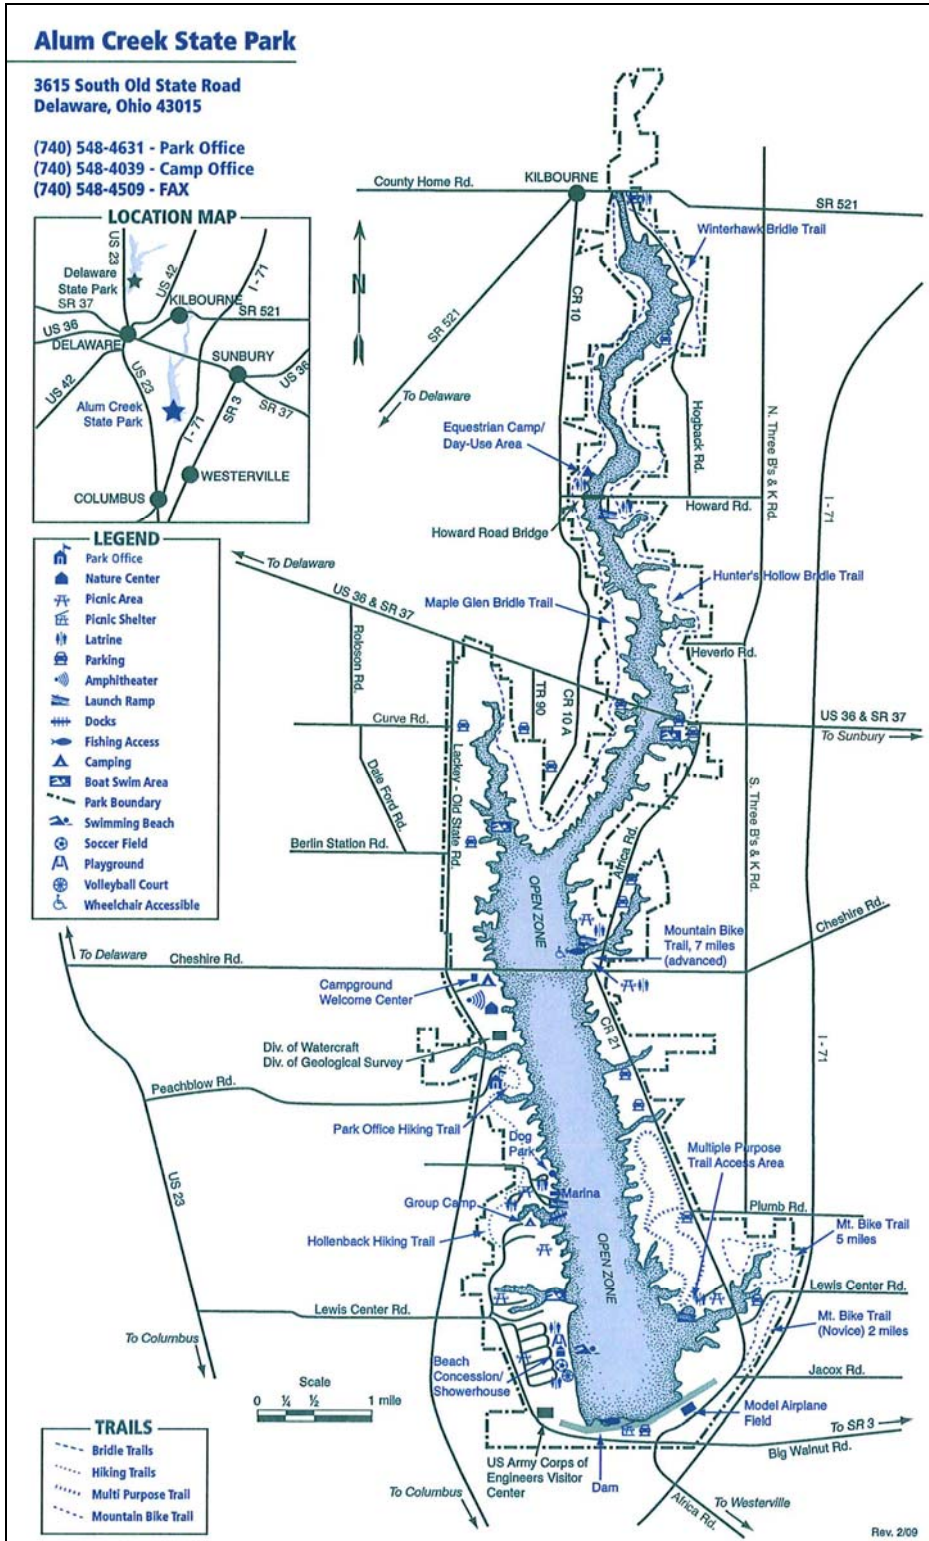 Alum Creek State Park
3615 South Old State Road
Delaware, Ohio 43015
(740) 548-4631 - Park Office
(740) 548-4039 - Camp Office
(740) 548-4509 - FAX
LOCATION MAP
US 23
Delaware
State Park
US 42
I - 71
SR 37
KILBOURNE
SR 521
US 36
DELAWARE
SUNBURY
US 36
US 42
US 23
SR 3
SR 37
Alum Creek
State Park
I - 71
WESTERVILLE
COLUMBUS
LEGEND
Park Office
Nature Center
Picnic Area
Picnic Shelter
Latrine
Parking
Amphitheater
Launch Ramp
Docks
Fishing Access
Camping
Boat Swim Area
Park Boundary
Swimming Beach
Soccer Field
Playground
Volleyball Court
Wheelchair Accessible
County Home Rd.
KILBOURNE
SR 521
Winterhawk Bridle Trail
N
CR 10
SR 521
To Delaware
Equestrian Camp/
Day-Use Area
Hogback Rd.
N. Three B's & K Rd.
I - 71
Howard Rd.
Howard Road Bridge
To Delaware
US 36 & SR 37
Hunter's Hollow Bridle Trail
Maple Glen Bridle Trail
Roloson Rd.
Heverlo Rd.
TR 90
CR 10 A
Curve Rd.
US 36 & SR 37
To Sunbury
Lackey - Old State Rd.
Dale Ford Rd.
S. Three B's & K Rd.
Africa Rd.
Berlin Station Rd.
OPEN ZONE
Cheshire Rd.
Mountain Bike
Trail, 7 miles
(advanced)
To Delaware
Cheshire Rd.
Campground
Welcome Center
CR 21
I - 71
Div. of Watercraft
Div. of Geological Survey
Peachblow Rd.
Park Office Hiking Trail
Dog
Park
Multiple Purpose
Trail Access Area
US 23
Marina
Group Camp
Plumb Rd.
Mt. Bike Trail
5 miles
Hollenback Hiking Trail
OPEN ZONE
Lewis Center Rd.
Lewis Center Rd.
Mt. Bike Trail
(Novice) 2 miles
To Columbus
Beach
Concession/
Showerhouse
Jacox Rd.
Scale
0 ¼ ½ 1 mile
Model Airplane
Field
To SR 3
Big Walnut Rd.
TRAILS
Bridle Trails
Hiking Trails
Multi Purpose Trail
Mountain Bike Trail
US Army Corps of
Engineers Visitor
Center
Dam
To Columbus
Africa Rd.
To Westerville
Rev. 2/09